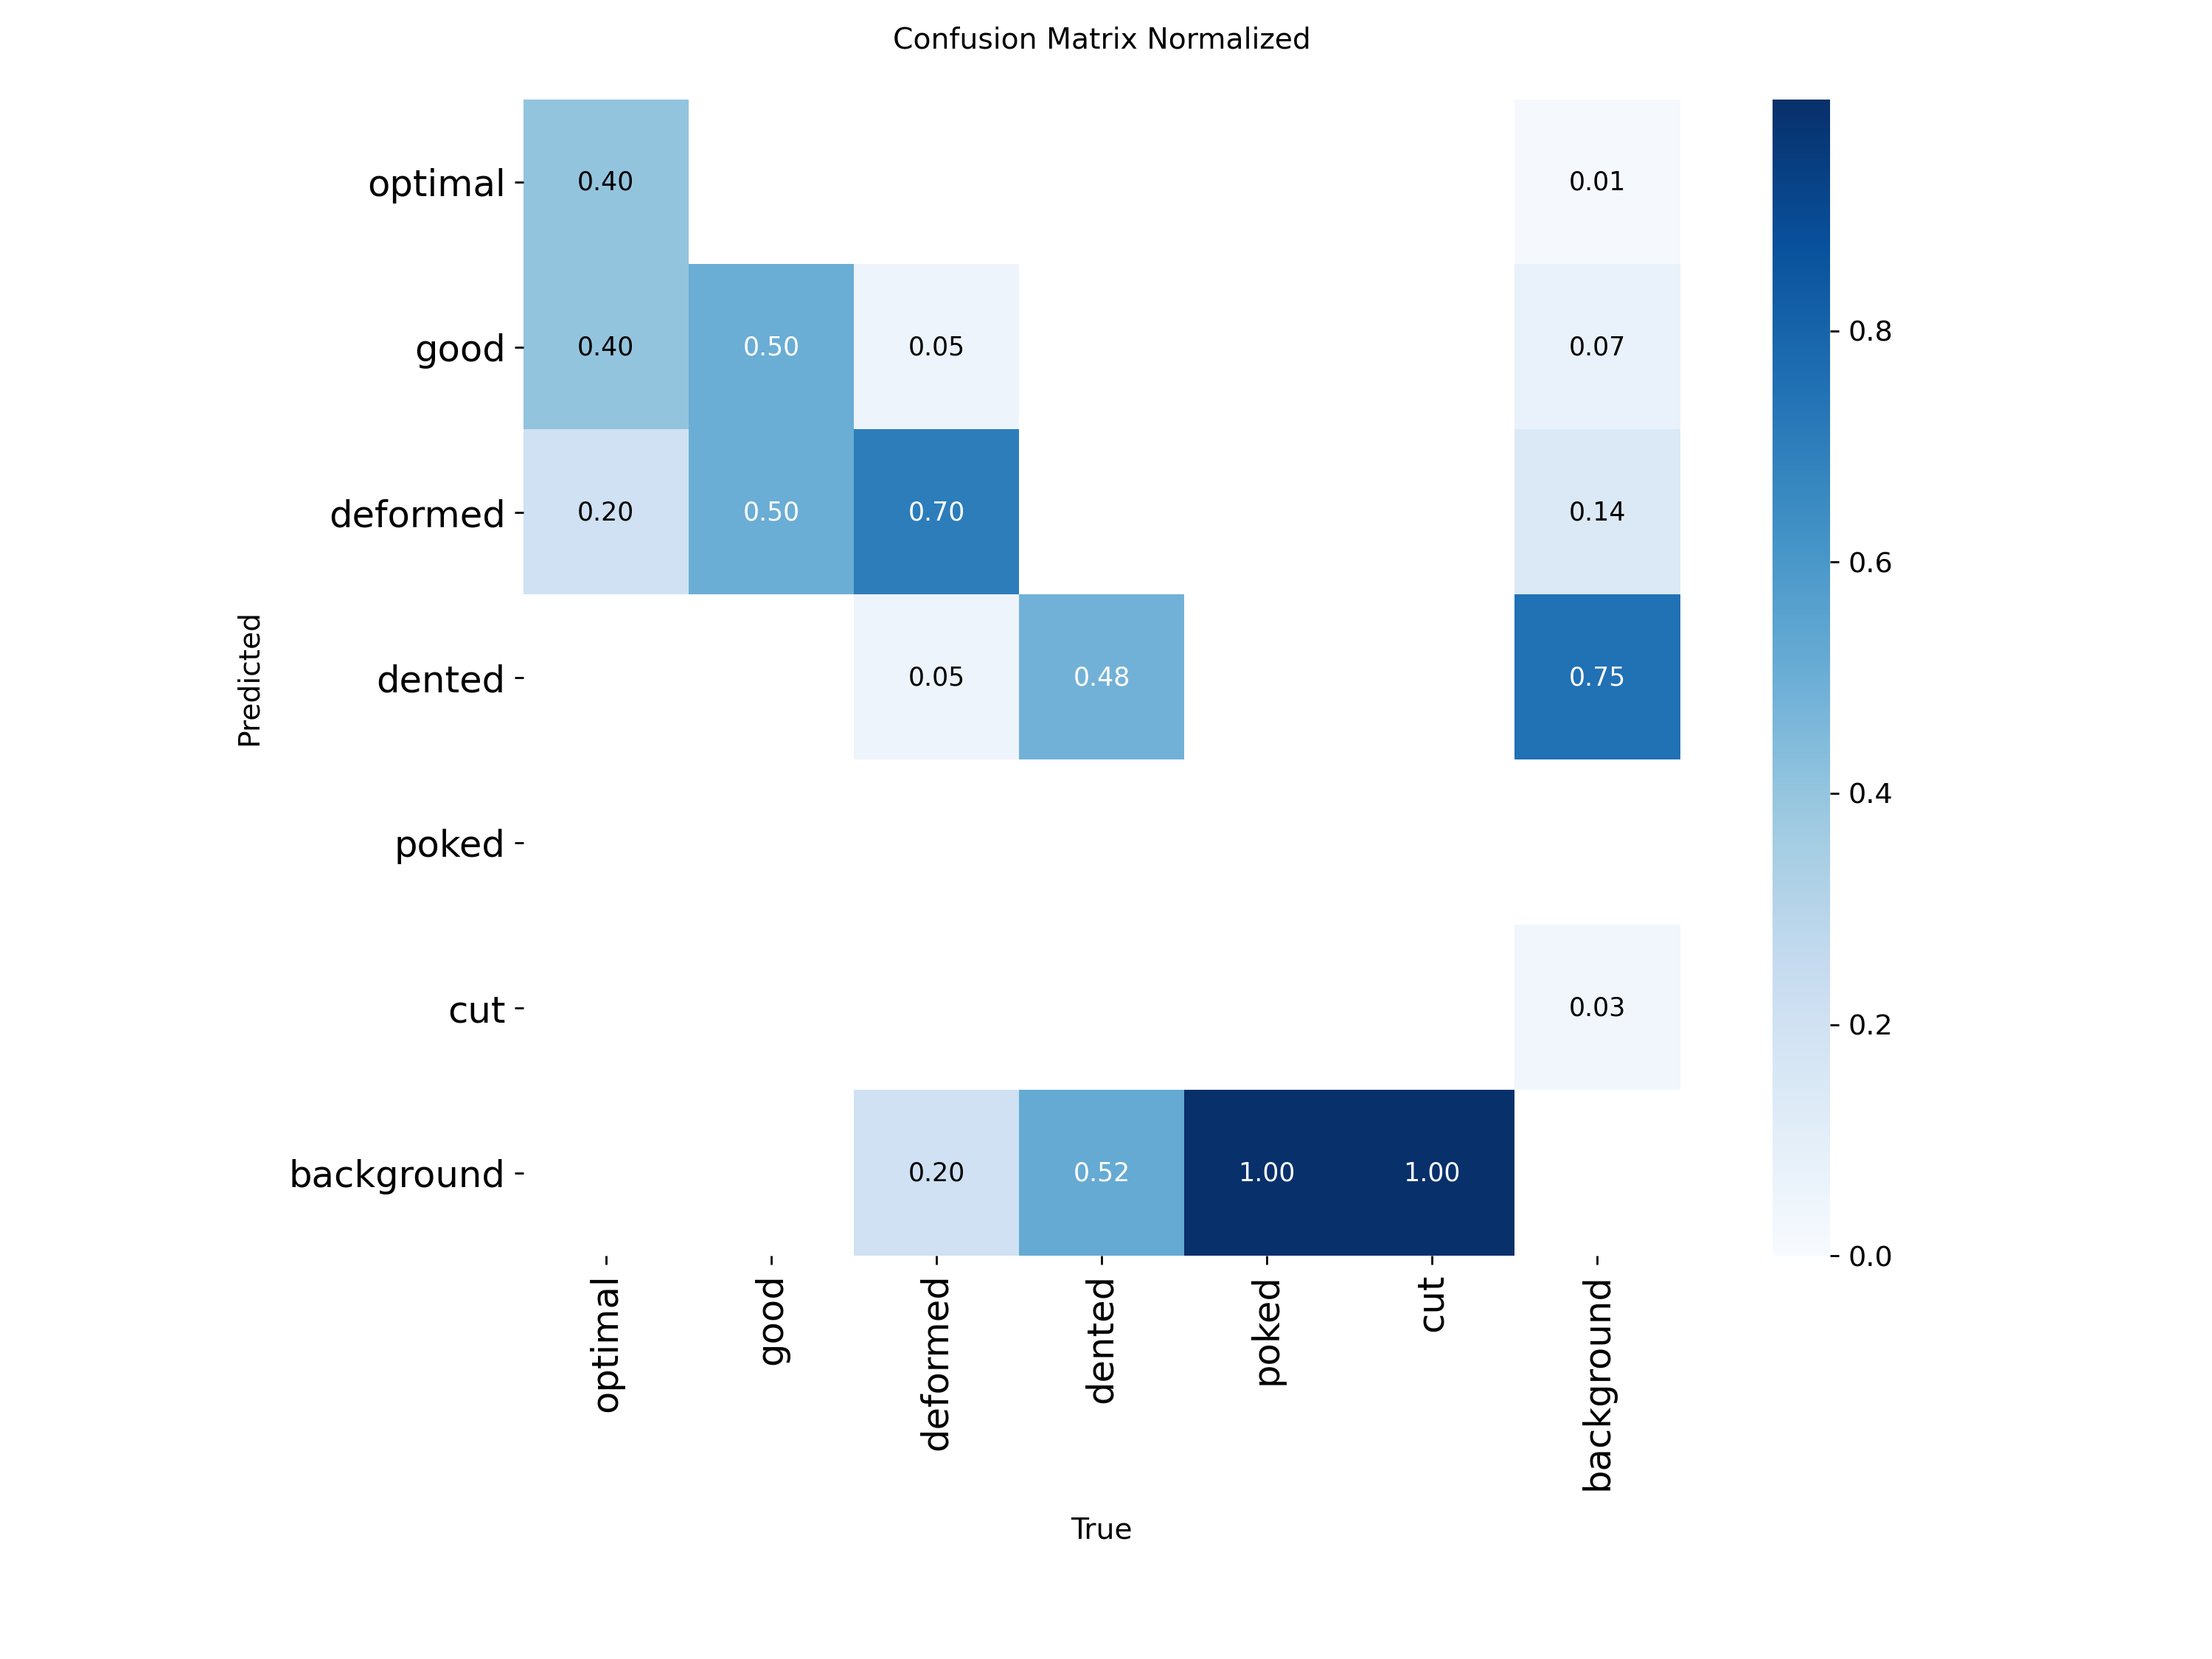 Confusion Matrix Normalized
optimal 0.40 0.01
good 0.40 0.50 0.05 0.07
deformed 0.20 0.50 0.70 0.14
dented 0.05 0.48 0.75
poked
cut 0.03
background 0.20 0.52 1.00 1.00
Predicted
optimal good deformed dented poked cut background
True
0.8
0.6
0.4
0.2
0.0